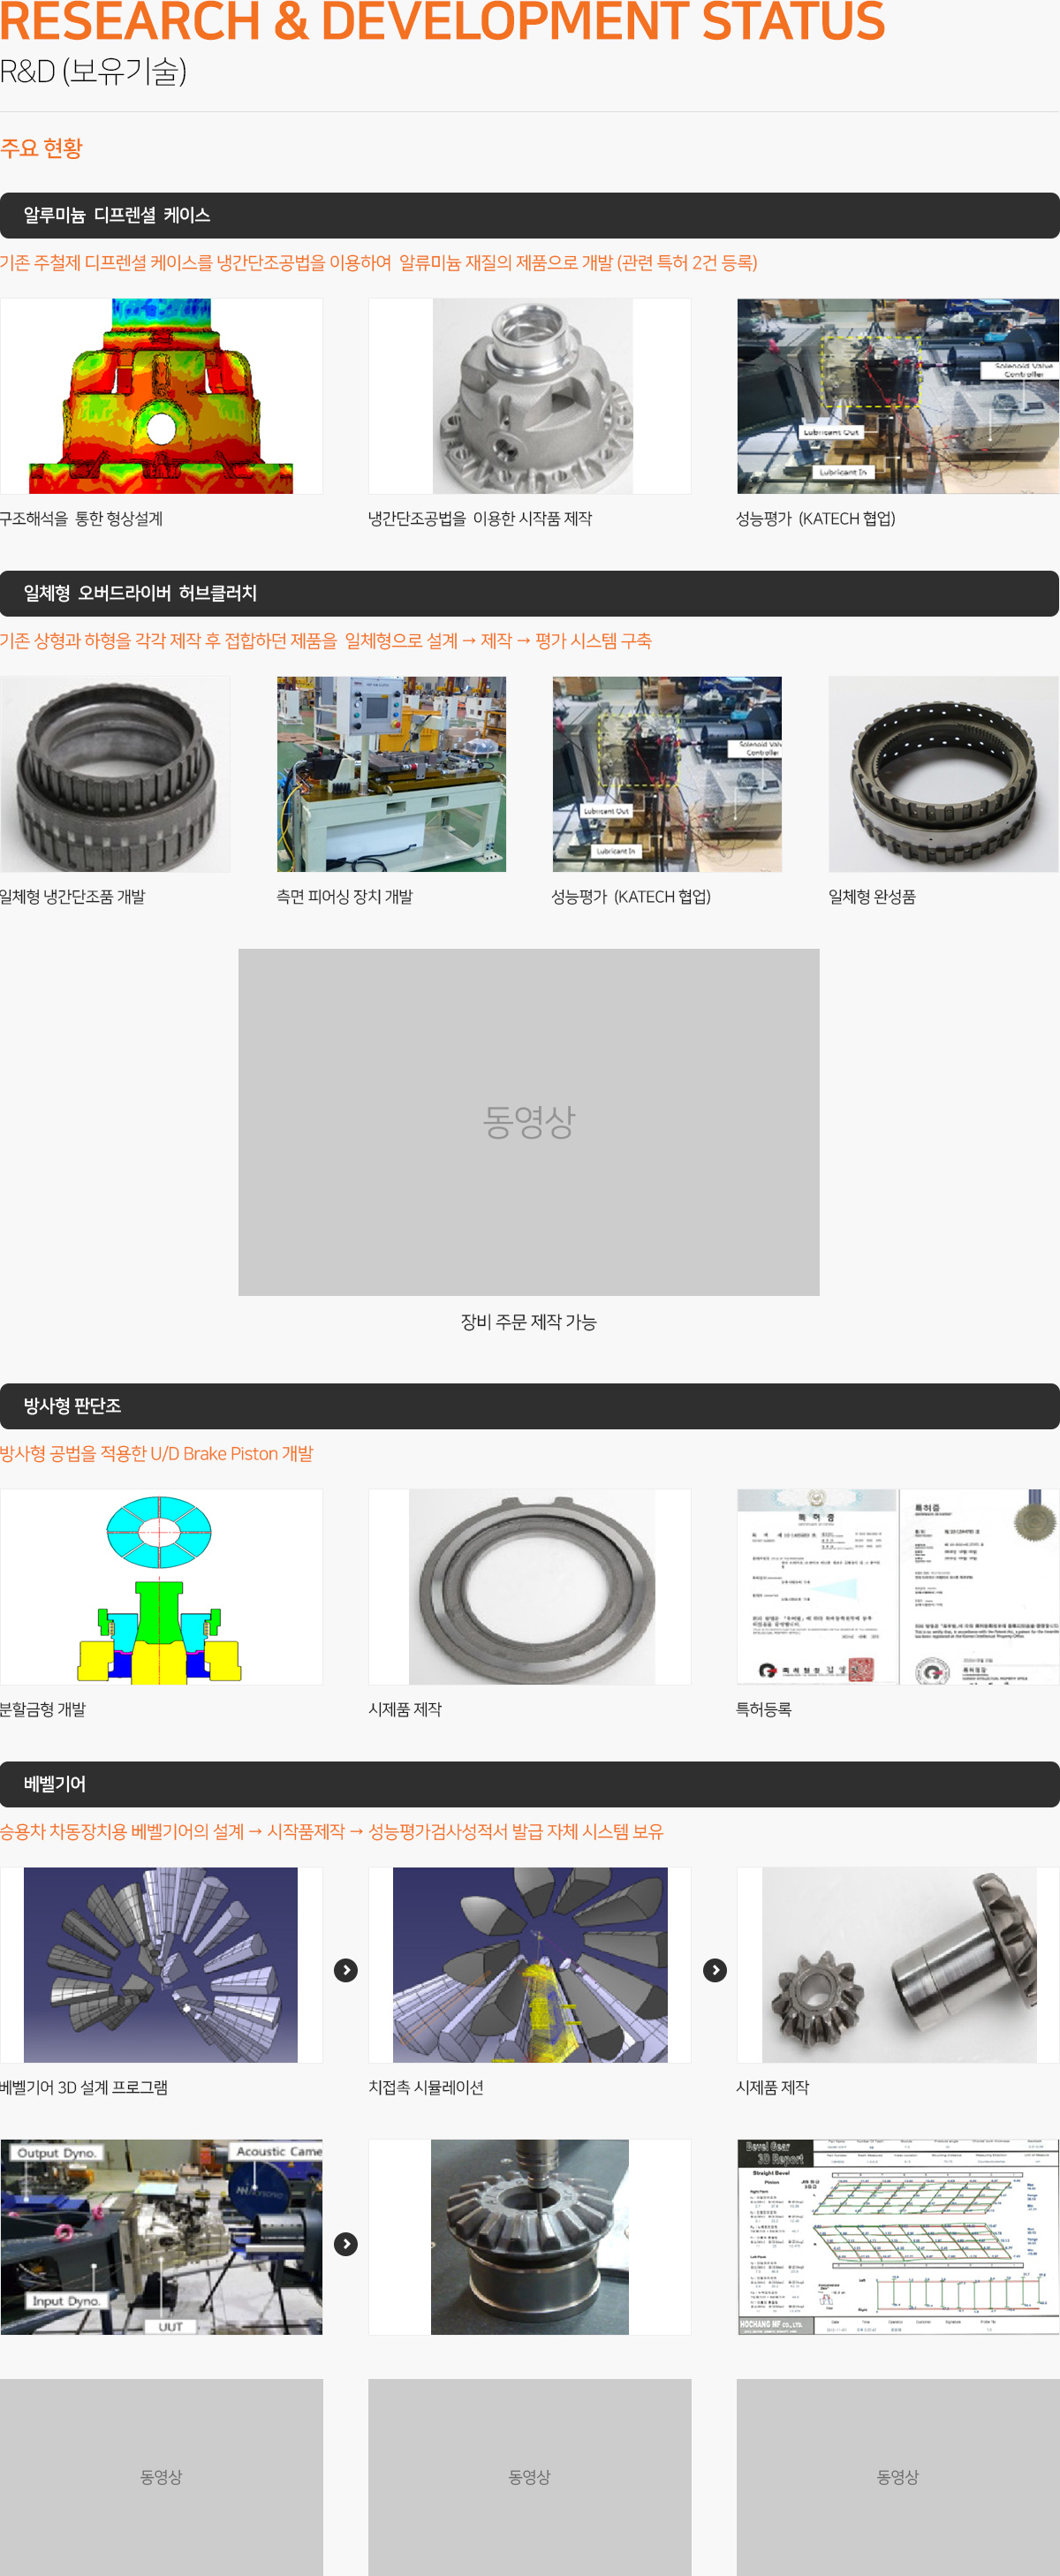 RESEARCH & DEVELOPMENT STATUS
R&D (보유기술)
주요 현황
알루미늄 디프렌셜 케이스
기존 주철제 디프렌셜 케이스를 냉간단조공법을 이용하여 알류미늄 재질의 제품으로 개발 (관련 특허 2건 등록)
Solenoid Valve
Controller
Lubricant Out
Lubricant In
구조해석을 통한 형상설계
냉간단조공법을 이용한 시작품 제작
성능평가 (KATECH 협업)
일체형 오버드라이버 허브클러치
기존 상형과 하형을 각각 제작 후 접합하던 제품을 일체형으로 설계 → 제작 → 평가 시스템 구축
Solenoid Valv
Controlle
Lubricant Out
Lubricant In
일체형 냉간단조품 개발
측면 피어싱 장치 개발
성능평가 (KATECH 협업)
일체형 완성품
동영상
장비 주문 제작 가능
방사형 판단조
방사형 공법을 적용한 U/D Brake Piston 개발
특허증
특허증
분할금형 개발
시제품 제작
특허등록
베벨기어
승용차 차동장치용 베벨기어의 설계 → 시작품제작 → 성능평가검사성적서 발급 자체 시스템 보유
베벨기어 3D 설계 프로그램
치접촉 시뮬레이션
시제품 제작
Output Dyno.
Acoustic Came
Input Dyno.
UUT
Bevel Gear
3D Report
Straight Bevel
HOCHANG MF CO.,LTD.
동영상
동영상
동영상